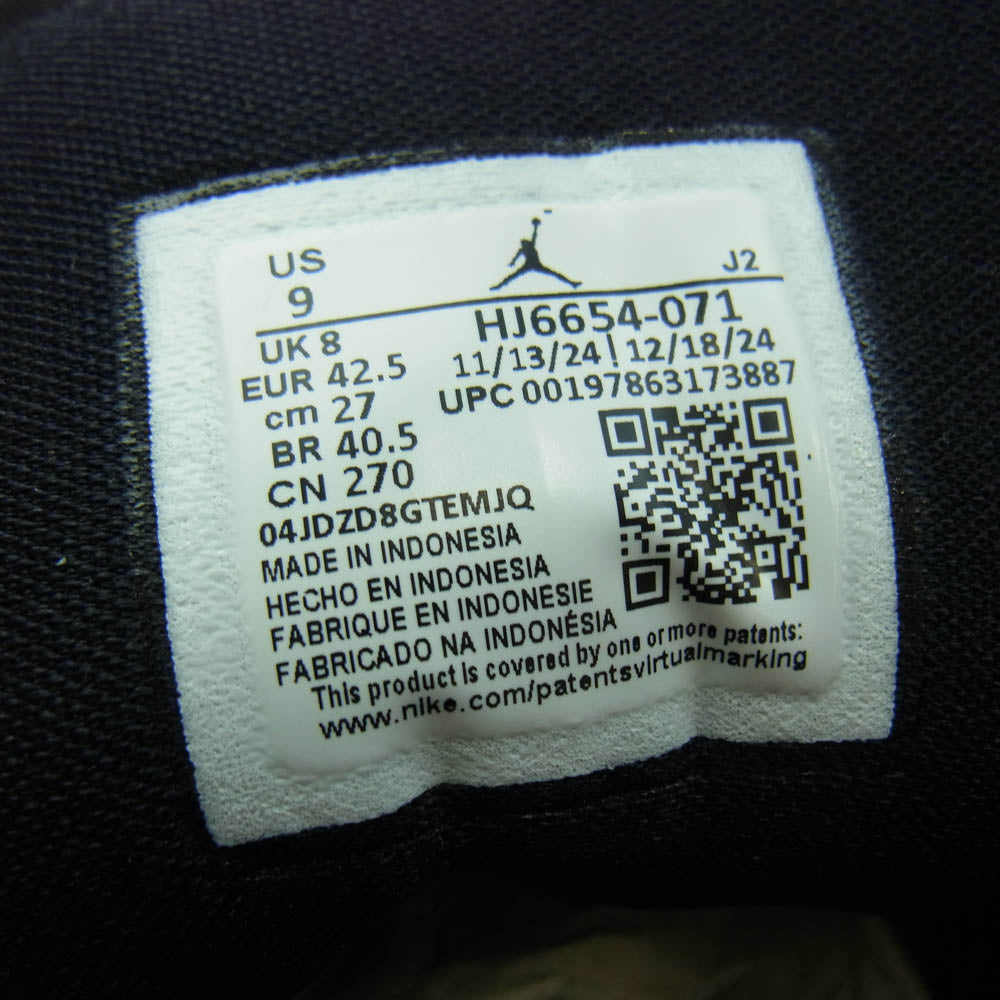 US
9
J2
HJ6654-071
UK 8
11/13/24 | 12/18/24
EUR 42.5
UPC 00197863173887
cm 27
BR 40.5
CN 270
04JDZD8GTEMJQ
MADE IN INDONESIA
HECHO EN INDONESIA
FABRIQUE EN INDONESIE
FABRICADO NA INDONÉSIA
This product is covered by one or more patents:
www.nike.com/patentsvirtualmarking